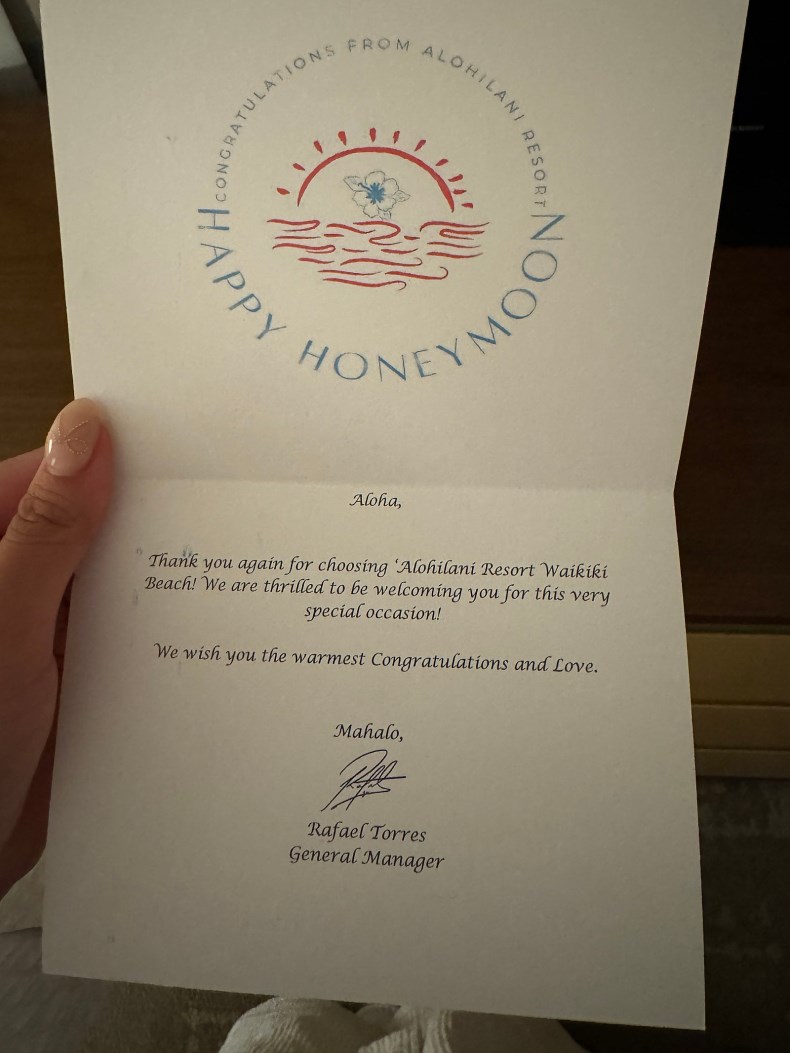 CONGRATULATIONS FROM ALOHILANI RESORT
HAPPY HONEYMOON
Aloha,
Thank you again for choosing ‘Alohilani Resort Waikiki
Beach! We are thrilled to be welcoming you for this very
special occasion!
We wish you the warmest Congratulations and Love.
Mahalo,
Rafael Torres
General Manager